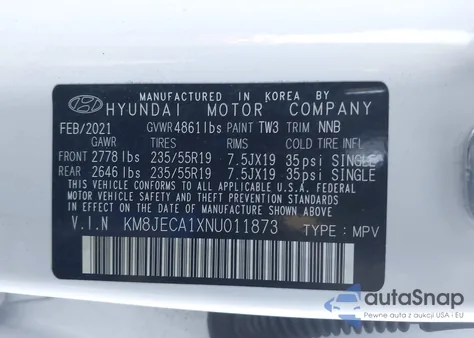 MANUFACTURED IN KOREA BY
HYUNDAI MOTOR COMPANY
FEB/2021 GVWR 4861lbs PAINT TW3 TRIM NNB
GAWR TIRES RIMS COLD TIRE INFL
FRONT 2778 lbs 235/55R19 7.5JX19 35psi SINGLE
REAR 2646 lbs 235/55R19 7.5JX19 35psi SINGLE
THIS VEHICLE CONFORMS TO ALL APPLICABLE U.S.A. FEDERAL
MOTOR VEHICLE SAFETY AND THEFT PREVENTION STANDARDS
IN EFFECT ON THE DATE OF MANUFACTURE SHOWN ABOVE.
V.I.N KM8JECA1XNU011873 TYPE : MPV
autoSnap
Pewne auta z aukcji USA i EU